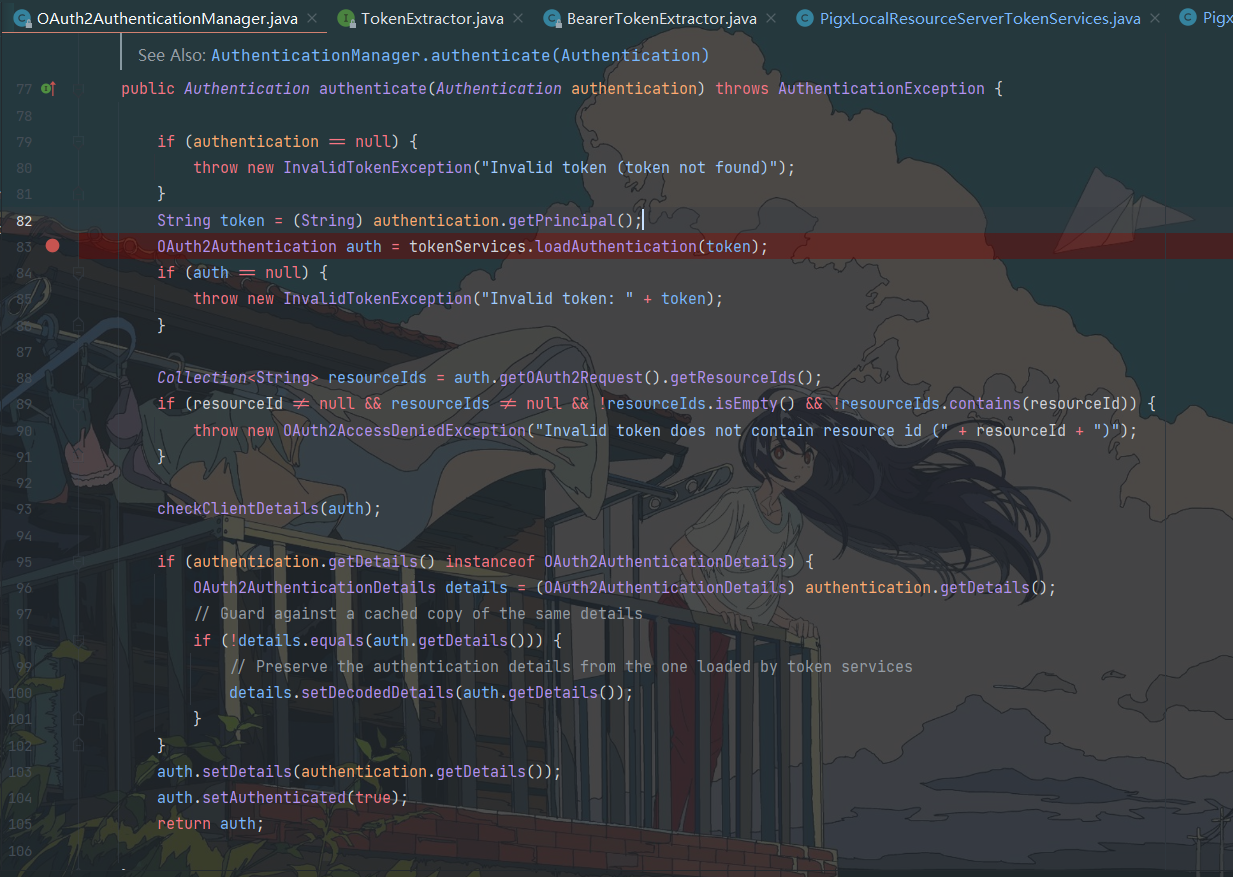 OAuth2AuthenticationManager.java TokenExtractor.java BearerTokenExtractor.java PigxLocalResourceServerTokenServices.java Pigx
See Also: AuthenticationManager.authenticate(Authentication)
77 public Authentication authenticate(Authentication authentication) throws AuthenticationException {
78
79 if (authentication == null) {
80 throw new InvalidTokenException("Invalid token (token not found)");
81 }
82 String token = (String) authentication.getPrincipal();
83 OAuth2Authentication auth = tokenServices.loadAuthentication(token);
84 if (auth == null) {
85 throw new InvalidTokenException("Invalid token: " + token);
86 }
87
88 Collection<String> resourceIds = auth.getOAuth2Request().getResourceIds();
89 if (resourceId ≠ null && resourceIds ≠ null && !resourceIds.isEmpty() && !resourceIds.contains(resourceId)) {
90 throw new OAuth2AccessDeniedException("Invalid token does not contain resource id (" + resourceId + ")");
91 }
92
93 checkClientDetails(auth);
94
95 if (authentication.getDetails() instanceof OAuth2AuthenticationDetails) {
96 OAuth2AuthenticationDetails details = (OAuth2AuthenticationDetails) authentication.getDetails();
97 // Guard against a cached copy of the same details
98 if (!details.equals(auth.getDetails())) {
99 // Preserve the authentication details from the one loaded by token services
100 details.setDecodedDetails(auth.getDetails());
101 }
102 }
103 auth.setDetails(authentication.getDetails());
104 auth.setAuthenticated(true);
105 return auth;
106